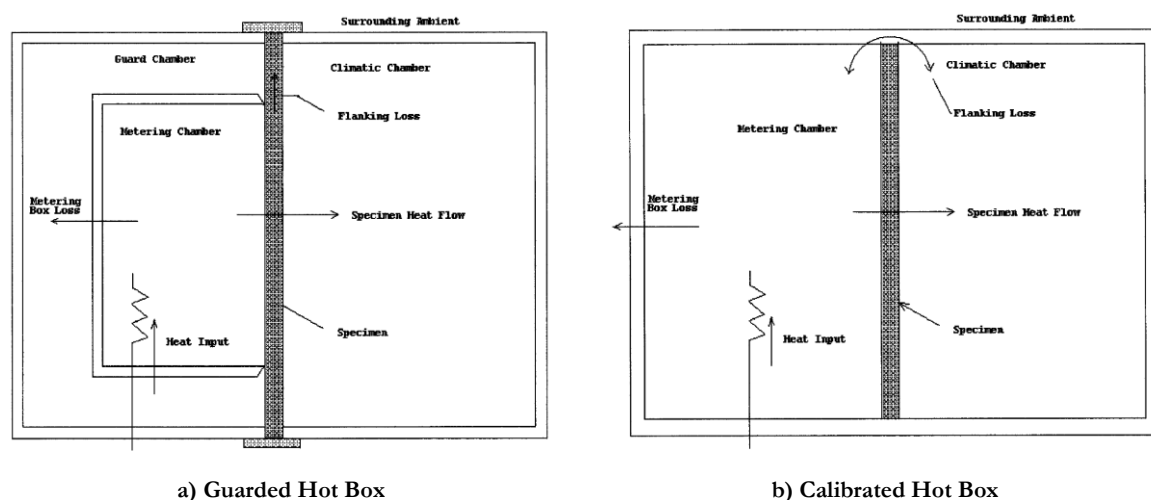 Surrounding Ambient
Guard Chamber
Climatic Chamber
Flanking Loss
Metering Chamber
Metering
Box Loss
Specimen Heat Flow
Specimen
Heat Input
a) Guarded Hot Box
Surrounding Ambient
Climatic Chamber
Flanking Loss
Metering Chamber
Metering
Box Loss
Specimen Heat Flow
Specimen
Heat Input
b) Calibrated Hot Box